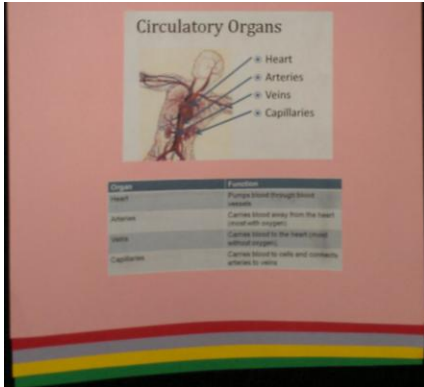 Circulatory Organs
Heart
Arteries
Veins
Capillaries
Organ Function
Heart Pumps blood through blood
vessels
Arteries Carries blood away from the heart
(most with oxygen)
Veins Carries blood to the heart (most
without oxygen)
Capillaries Carries blood to cells and connects
arteries to veins